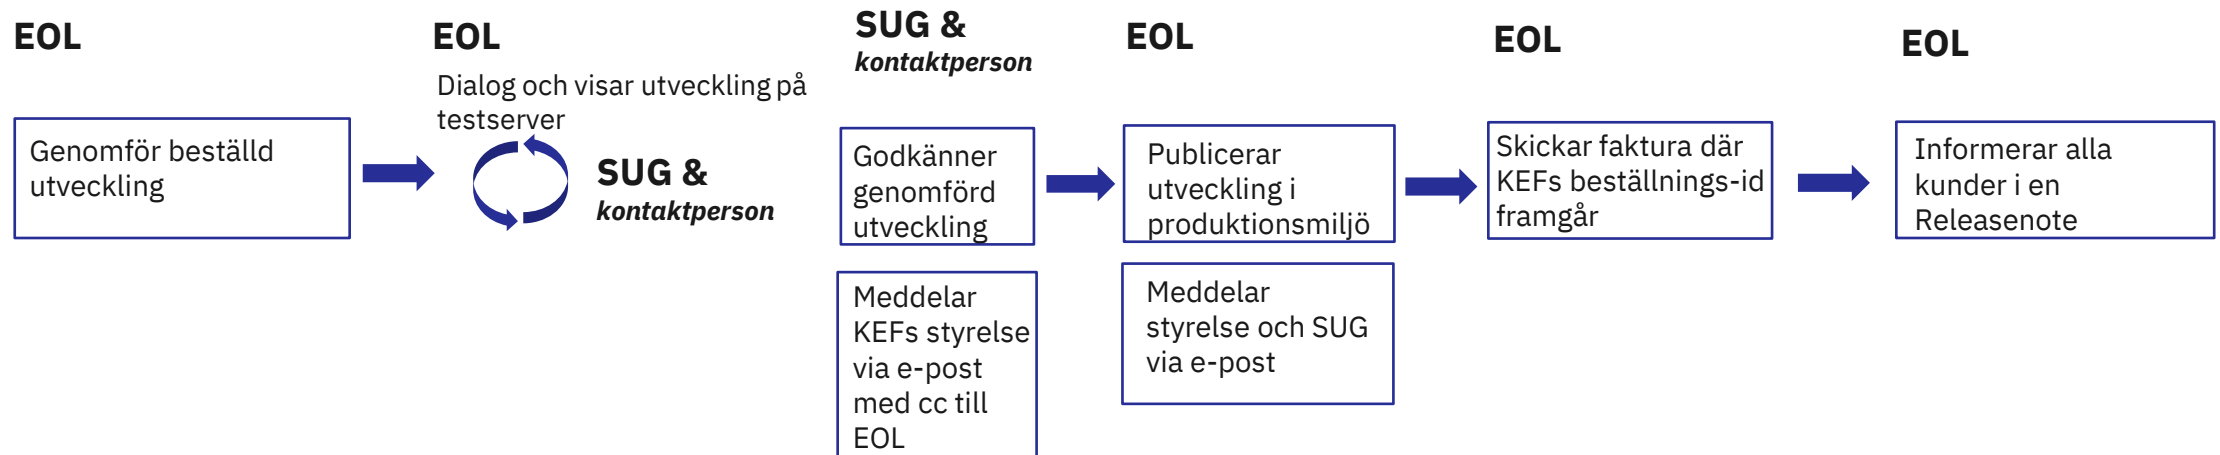 EOL
Genomför beställd
utveckling
EOL
Dialog och visar utveckling på
testserver
SUG &
kontaktperson
SUG &
kontaktperson
Godkänner
genomförd
utveckling
Meddelar
KEFs styrelse
via e-post
med cc till
EOL
EOL
Publicerar
utveckling i
produktionsmiljö
Meddelar
styrelse och SUG
via e-post
EOL
Skickar faktura där
KEFs beställnings-id
framgår
EOL
Informerar alla
kunder i en
Releasenote